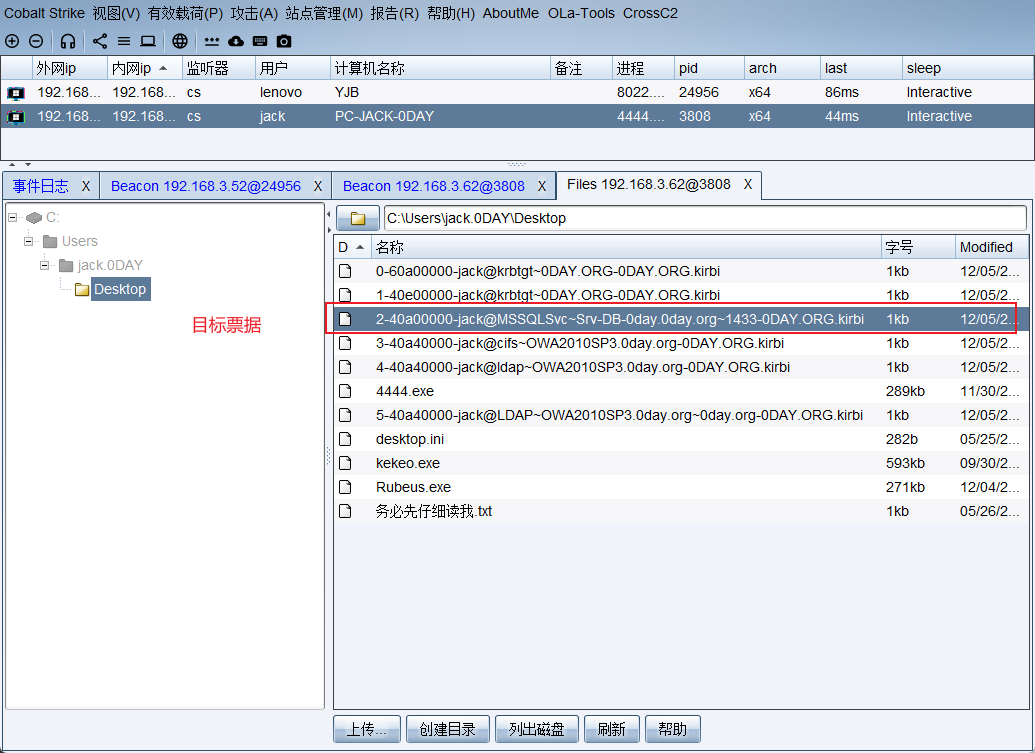 Cobalt Strike 视图(V) 有效载荷(P) 攻击(A) 站点管理(M) 报告(R) 帮助(H) AboutMe OLa-Tools CrossC2
外网ip 内网ip 监听器 用户 计算机名称 备注 进程 pid arch last sleep
192.168... 192.168... cs lenovo YJB 8022.... 24956 x64 86ms Interactive
192.168... 192.168... cs jack PC-JACK-0DAY 4444.... 3808 x64 44ms Interactive
事件日志 X Beacon 192.168.3.52@24956 X Beacon 192.168.3.62@3808 X Files 192.168.3.62@3808 X
C:
Users
jack.0DAY
Desktop
目标票据
C:\Users\jack.0DAY\Desktop
D 名称 字号 Modified
0-60a00000-jack@krbtgt~0DAY.ORG-0DAY.ORG.kirbi 1kb 12/05/2...
1-40e00000-jack@krbtgt~0DAY.ORG-0DAY.ORG.kirbi 1kb 12/05/2...
2-40a00000-jack@MSSQLSvc~Srv-DB-0day.0day.org~1433-0DAY.ORG.kirbi 1kb 12/05/2...
3-40a40000-jack@cifs~OWA2010SP3.0day.org-0DAY.ORG.kirbi 1kb 12/05/2...
4-40a40000-jack@ldap~OWA2010SP3.0day.org-0DAY.ORG.kirbi 1kb 12/05/2...
4444.exe 289kb 11/30/2...
5-40a40000-jack@LDAP~OWA2010SP3.0day.org~0day.org-0DAY.ORG.kirbi 1kb 12/05/2...
desktop.ini 282b 05/25/2...
kekeo.exe 593kb 09/30/2...
Rubeus.exe 271kb 12/04/2...
务必先仔细读我.txt 1kb 05/26/2...
上传... 创建目录 列出磁盘 刷新 帮助